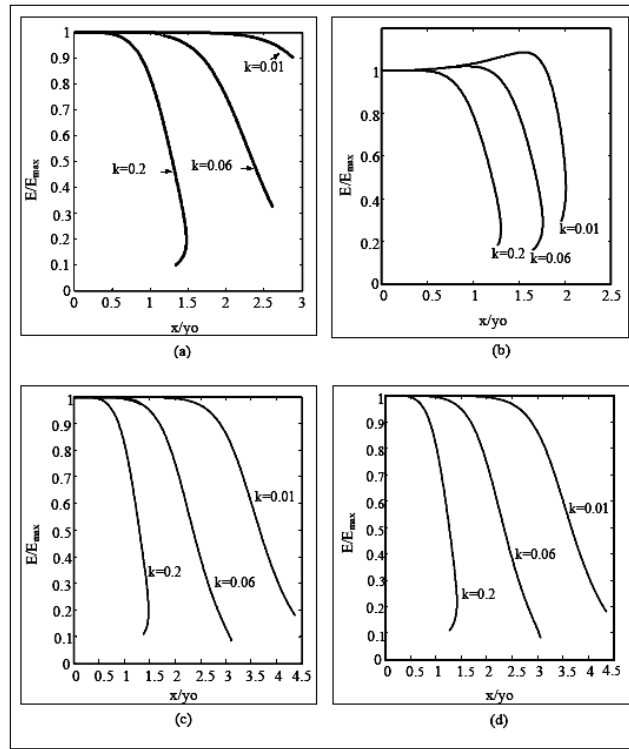 1
0.9
0.8
0.7
0.6
0.5
0.4
0.3
0.2
0.1
0
E/Emax
k=0.01
k=0.2
k=0.06
0 0.5 1 1.5 2 2.5 3
x/yo
(a)
1
0.8
0.6
0.4
0.2
0
E/Emax
k=0.01
k=0.2
k=0.06
0 0.5 1 1.5 2 2.5
x/yo
(b)
1
0.9
0.8
0.7
0.6
0.5
0.4
0.3
0.2
0.1
0
E/Emax
k=0.01
k=0.2
k=0.06
0 0.5 1 1.5 2 2.5 3 3.5 4 4.5
x/yo
(c)
1
0.9
0.8
0.7
0.6
0.5
0.4
0.3
0.2
0.1
0
E/Emax
k=0.01
k=0.06
k=0.2
0 0.5 1 1.5 2 2.5 3 3.5 4 4.5
x/yo
(d)